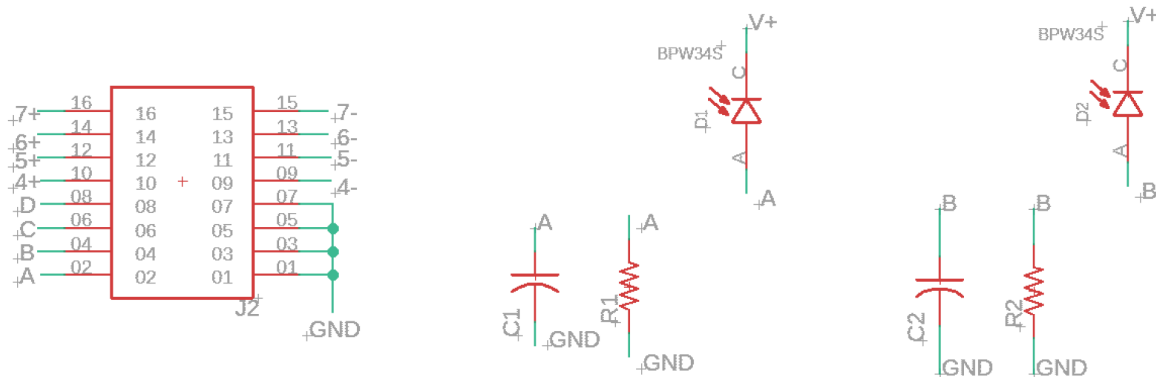 7+ 16 16 15 15 7-
6+ 14 14 13 13 6-
5+ 12 12 11 11 5-
4+ 10 10 09 09 4-
D 08 08 07 07
C 06 06 05 05
B 04 04 03 03
A 02 02 01 01
J2
GND
V+
BPW34S
C
D1
A
A
A
C1
GND
A
R1
GND
V+
BPW34S
C
D2
A
B
B
C2
GND
B
R2
GND